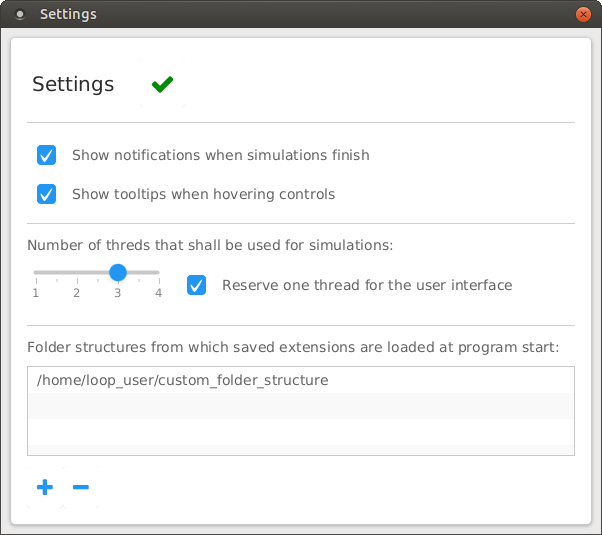 Settings
Settings
Show notifications when simulations finish
Show tooltips when hovering controls
Number of threds that shall be used for simulations:
1 2 3 4
Reserve one thread for the user interface
Folder structures from which saved extensions are loaded at program start:
/home/loop_user/custom_folder_structure